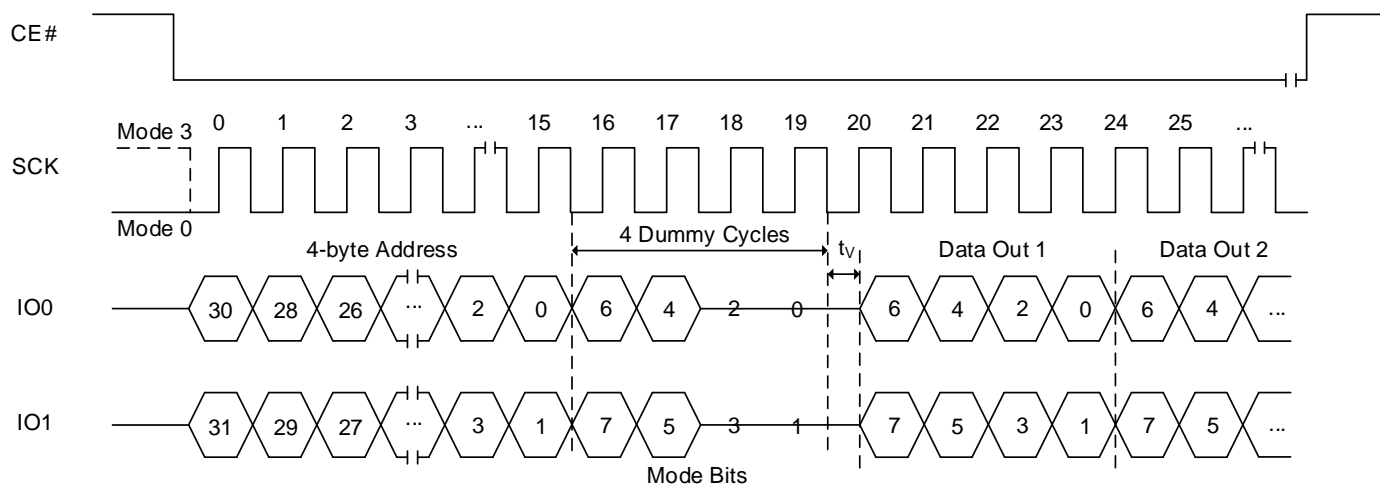 CE#
0 1 2 3 ... 15 16 17 18 19 20 21 22 23 24 25 ...
Mode 3
SCK
Mode 0
4-byte Address 4 Dummy Cycles tV Data Out 1 Data Out 2
IO0 30 28 26 ... 2 0 6 4 2 0 6 4 2 0 6 4 ...
IO1 31 29 27 ... 3 1 7 5 3 1 7 5 3 1 7 5 ...
Mode Bits